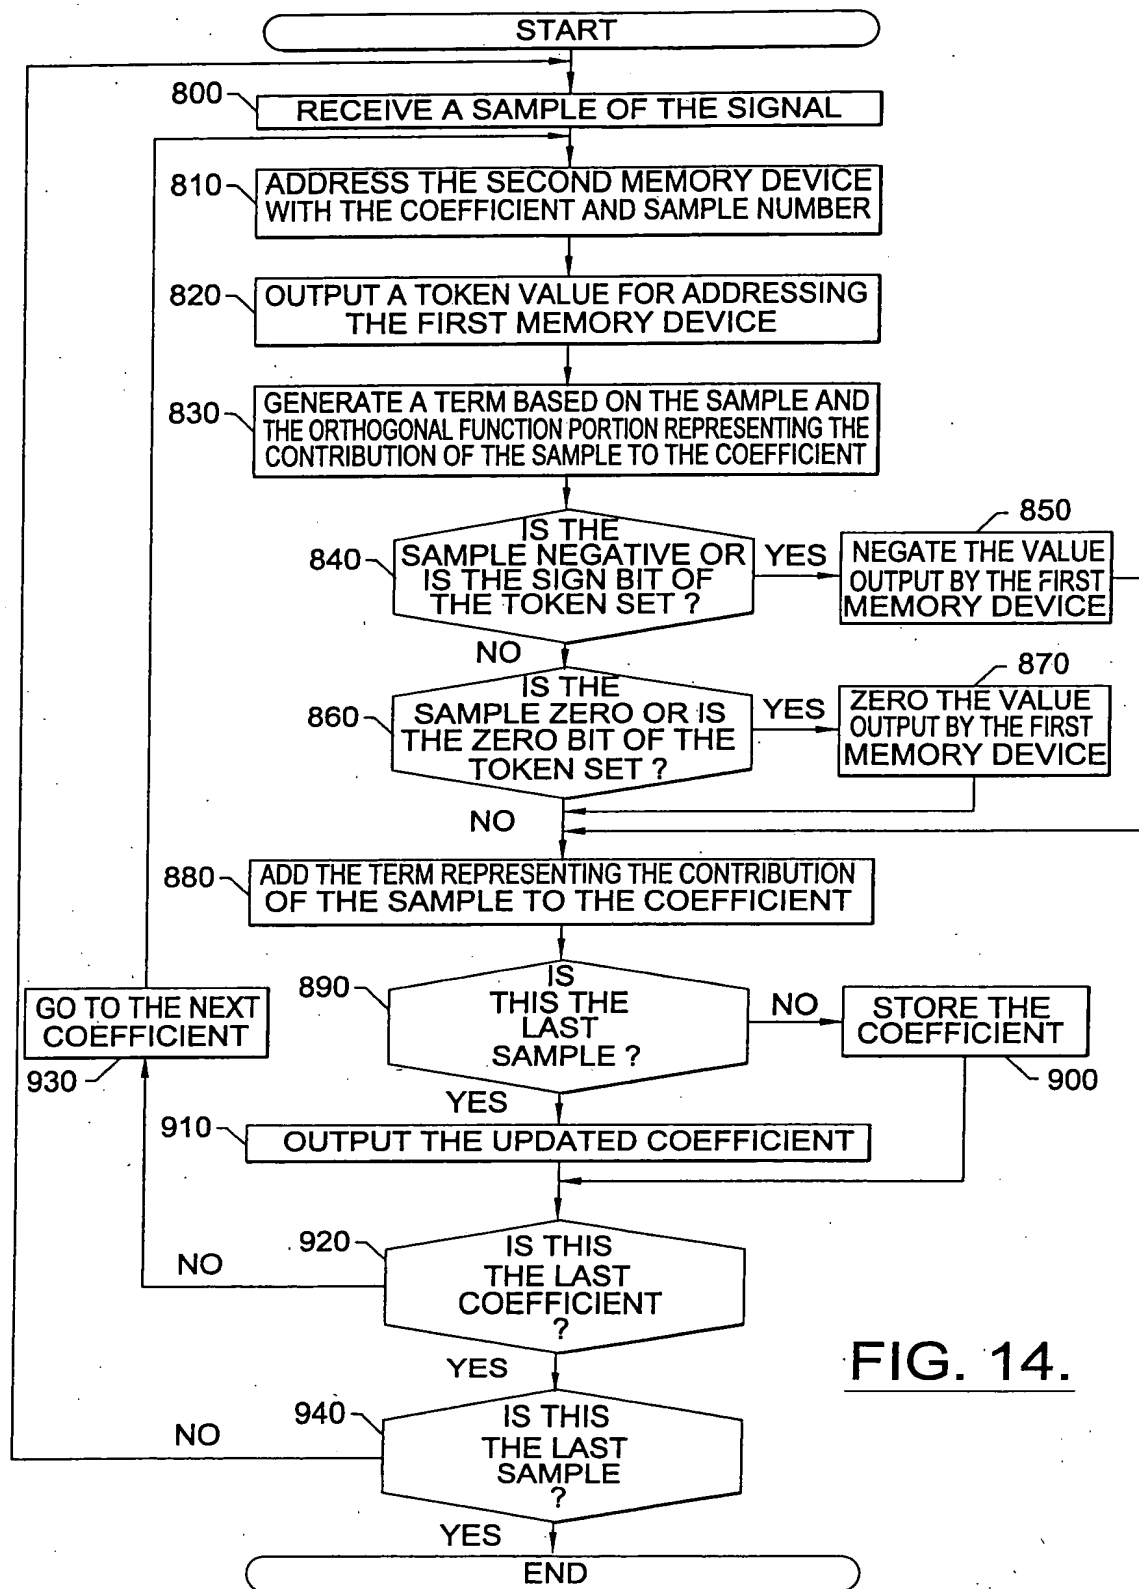 START
800
RECEIVE A SAMPLE OF THE SIGNAL
810
ADDRESS THE SECOND MEMORY DEVICE
WITH THE COEFFICIENT AND SAMPLE NUMBER
820
OUTPUT A TOKEN VALUE FOR ADDRESSING
THE FIRST MEMORY DEVICE
830
GENERATE A TERM BASED ON THE SAMPLE AND
THE ORTHOGONAL FUNCTION PORTION REPRESENTING THE
CONTRIBUTION OF THE SAMPLE TO THE COEFFICIENT
840
IS THE
SAMPLE NEGATIVE OR
IS THE SIGN BIT OF
THE TOKEN SET ?
YES
850
NEGATE THE VALUE
OUTPUT BY THE FIRST
MEMORY DEVICE
NO
860
IS THE
SAMPLE ZERO OR IS
THE ZERO BIT OF THE
TOKEN SET ?
YES
870
ZERO THE VALUE
OUTPUT BY THE FIRST
MEMORY DEVICE
NO
880
ADD THE TERM REPRESENTING THE CONTRIBUTION
OF THE SAMPLE TO THE COEFFICIENT
890
IS
THIS THE
LAST
SAMPLE ?
NO
STORE THE
COEFFICIENT
900
GO TO THE NEXT
COEFFICIENT
930
YES
910
OUTPUT THE UPDATED COEFFICIENT
920
IS THIS
THE LAST
COEFFICIENT
?
NO
YES
FIG. 14.
940
IS THIS
THE LAST
SAMPLE
?
NO
YES
END